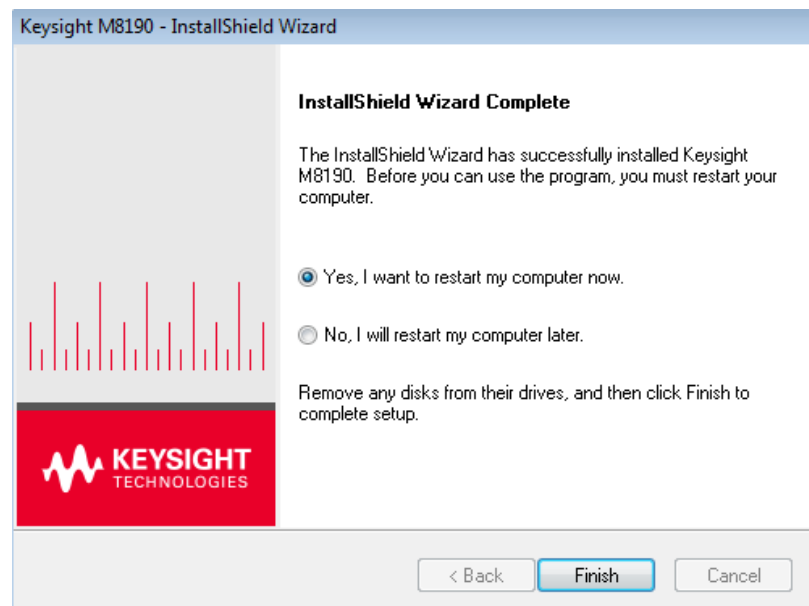 Keysight M8190 - InstallShield Wizard
InstallShield Wizard Complete
The InstallShield Wizard has successfully installed Keysight
M8190.  Before you can use the program, you must restart your
computer.
Yes, I want to restart my computer now.
No, I will restart my computer later.
Remove any disks from their drives, and then click Finish to
complete setup.
KEYSIGHT
TECHNOLOGIES
< Back
Finish
Cancel